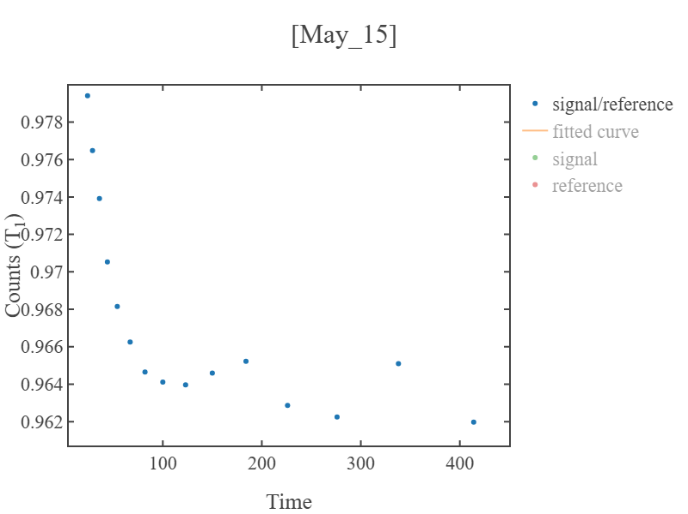 [May_15]
signal/reference
fitted curve
signal
reference
Counts (T₁)
0.978
0.976
0.974
0.972
0.97
0.968
0.966
0.964
0.962
100 200 300 400
Time